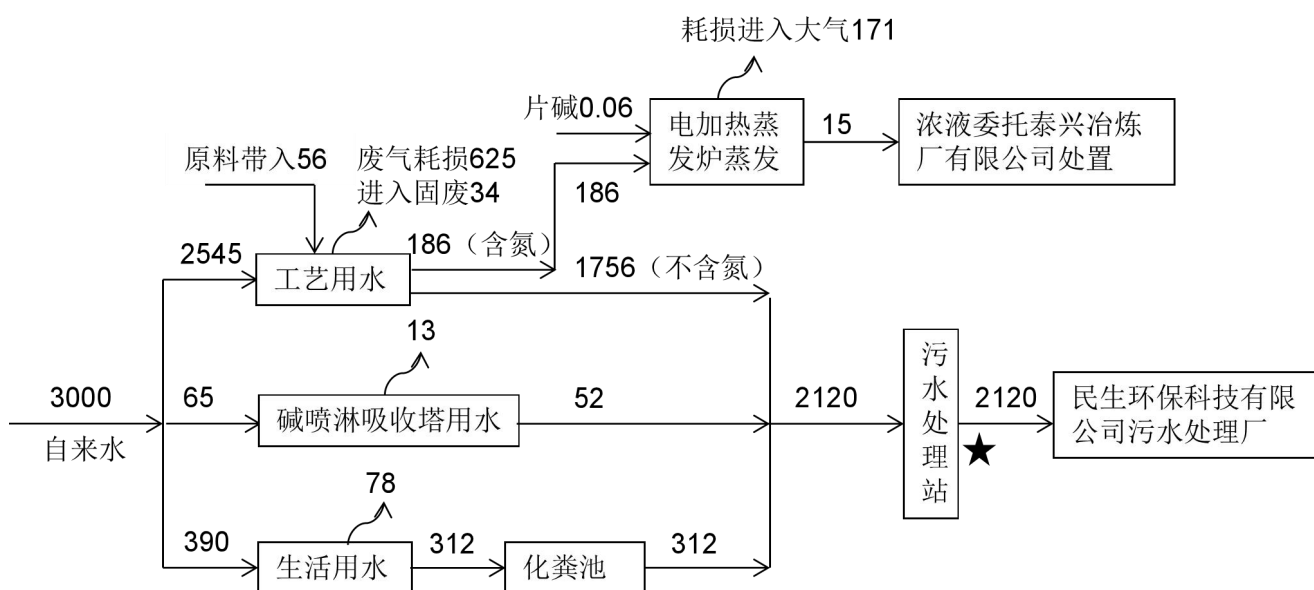 耗损进入大气171
片碱0.06
电加热蒸
发炉蒸发
15
浓液委托泰兴冶炼
厂有限公司处置
原料带入56
废气耗损625
进入固废34
186
2545
工艺用水
186（含氮）
1756（不含氮）
13
3000
自来水
65
碱喷淋吸收塔用水
52
2120
污
水
处
理
站
2120
★
民生环保科技有限
公司污水处理厂
78
390
生活用水
312
化粪池
312